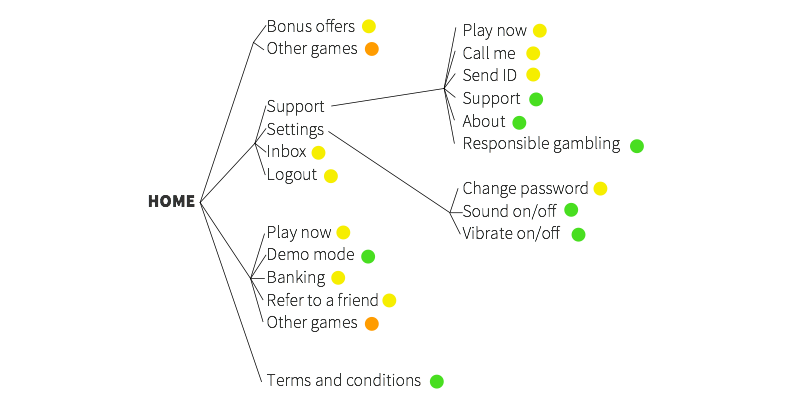 HOME
Bonus offers
Other games
Support
Settings
Inbox
Logout
Play now
Demo mode
Banking
Refer to a friend
Other games
Terms and conditions
Play now
Call me
Send ID
Support
About
Responsible gambling
Change password
Sound on/off
Vibrate on/off